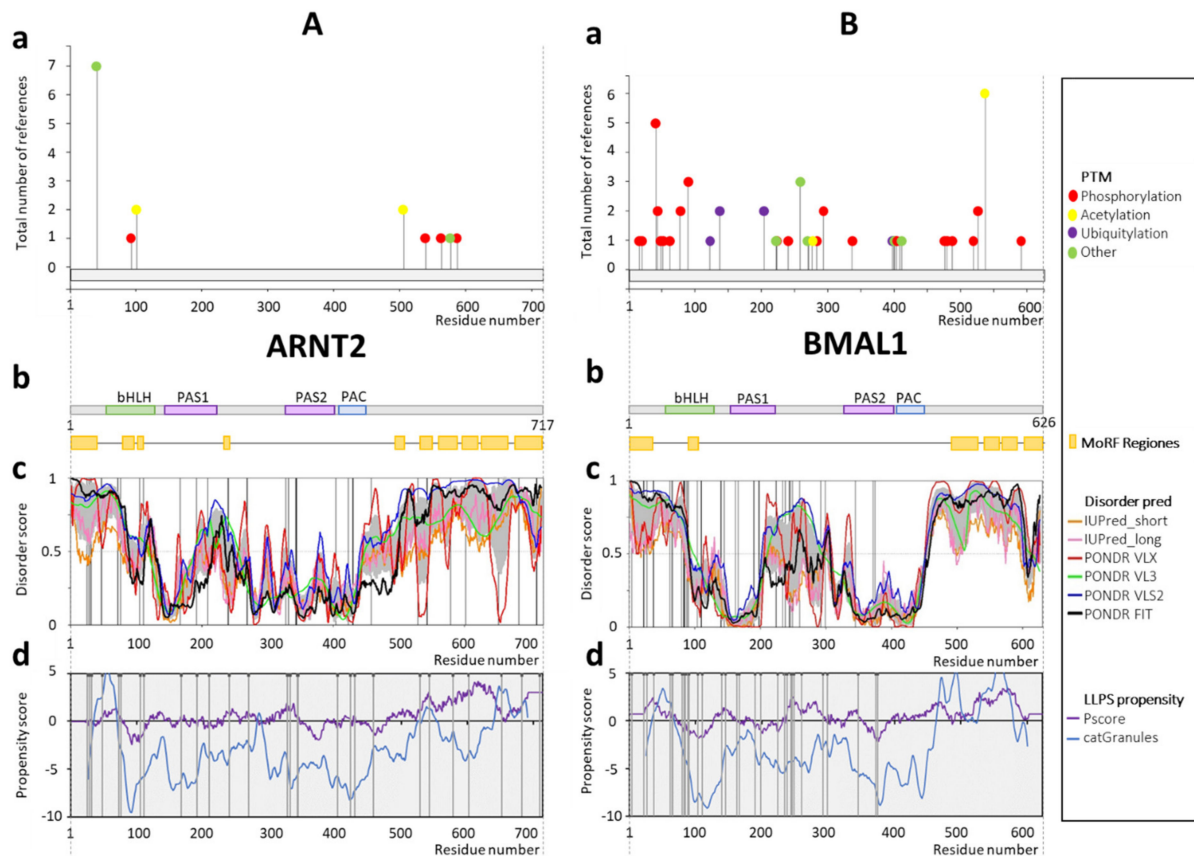 A
a
Total number of references
7
6
5
4
3
2
1
0
1 100 200 300 400 500 600 700
Residue number
ARNT2
b
bHLH PAS1 PAS2 PAC
1 717
c
Disorder score
1
0.5
0
1 100 200 300 400 500 600 700
Residue number
d
Propensity score
5
0
-5
-10
1 100 200 300 400 500 600 700
Residue number
B
a
Total number of references
6
5
4
3
2
1
0
1 100 200 300 400 500 600
Residue number
BMAL1
b
bHLH PAS1 PAS2 PAC
1 626
c
Disorder score
1
0.5
0
1 100 200 300 400 500 600
Residue number
d
Propensity score
5
0
-5
-10
1 100 200 300 400 500 600
Residue number
PTM
Phosphorylation
Acetylation
Ubiquitylation
Other
MoRF Regiones
Disorder pred
IUPred_short
IUPred_long
PONDR VLX
PONDR VL3
PONDR VLS2
PONDR FIT
LLPS propensity
Pscore
catGranules